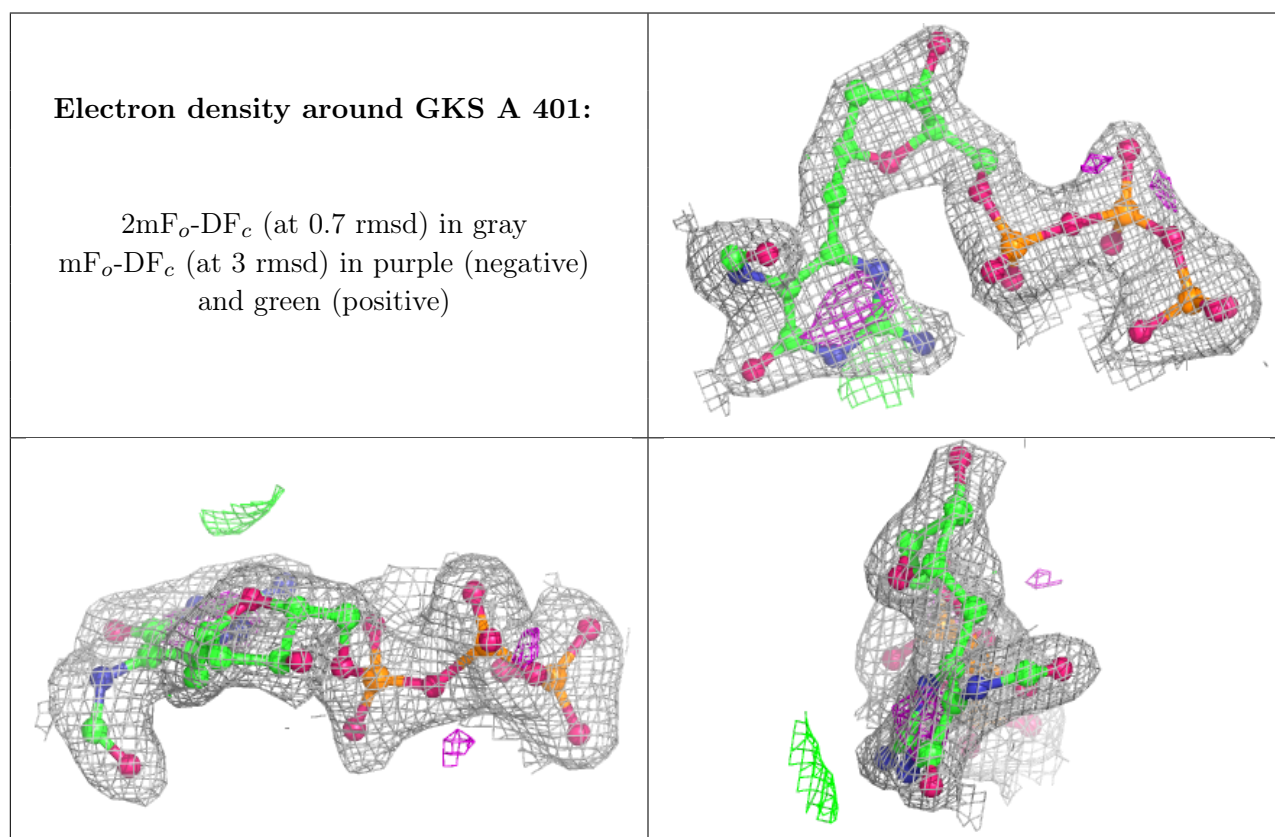 Electron density around GKS A 401:
2mFo-DFc (at 0.7 rmsd) in gray
mFo-DFc (at 3 rmsd) in purple (negative)
and green (positive)